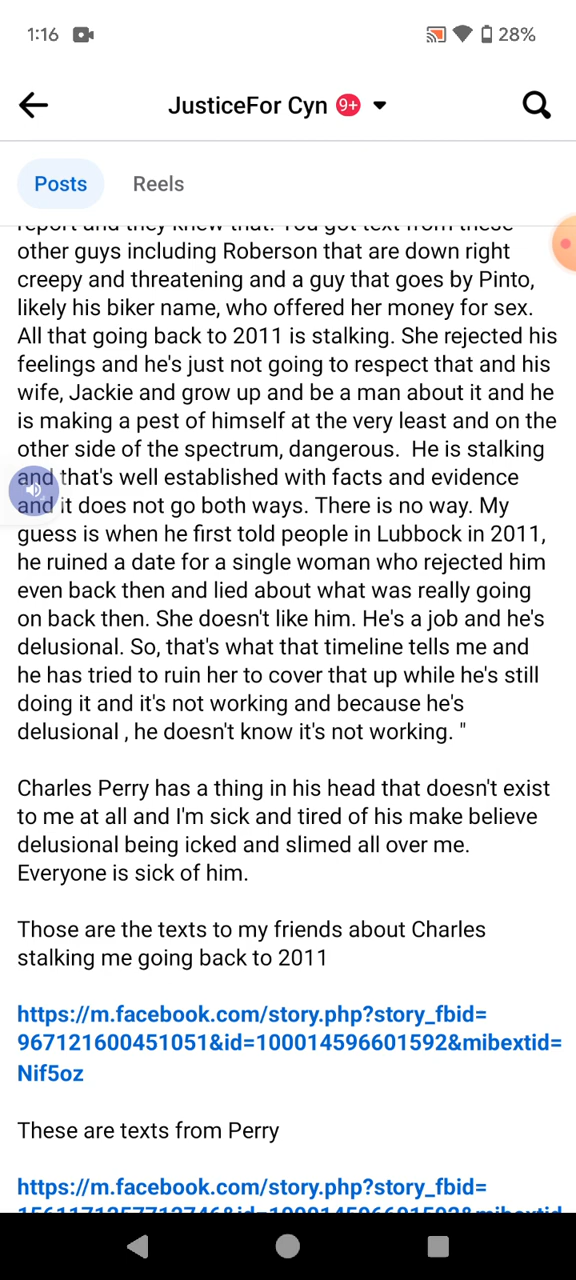 1:16
28%
JusticeFor Cyn 9+
Posts
Reels
report and they knew that. You got text from these
other guys including Roberson that are down right
creepy and threatening and a guy that goes by Pinto,
likely his biker name, who offered her money for sex.
All that going back to 2011 is stalking. She rejected his
feelings and he's just not going to respect that and his
wife, Jackie and grow up and be a man about it and he
is making a pest of himself at the very least and on the
other side of the spectrum, dangerous.  He is stalking
and that's well established with facts and evidence
and it does not go both ways. There is no way. My
guess is when he first told people in Lubbock in 2011,
he ruined a date for a single woman who rejected him
even back then and lied about what was really going
on back then. She doesn't like him. He's a job and he's
delusional. So, that's what that timeline tells me and
he has tried to ruin her to cover that up while he's still
doing it and it's not working and because he's
delusional , he doesn't know it's not working. "
Charles Perry has a thing in his head that doesn't exist
to me at all and I'm sick and tired of his make believe
delusional being icked and slimed all over me.
Everyone is sick of him.
Those are the texts to my friends about Charles
stalking me going back to 2011
https://m.facebook.com/story.php?story_fbid=
967121600451051&id=100014596601592&mibextid=
Nif5oz
These are texts from Perry
https://m.facebook.com/story.php?story_fbid=